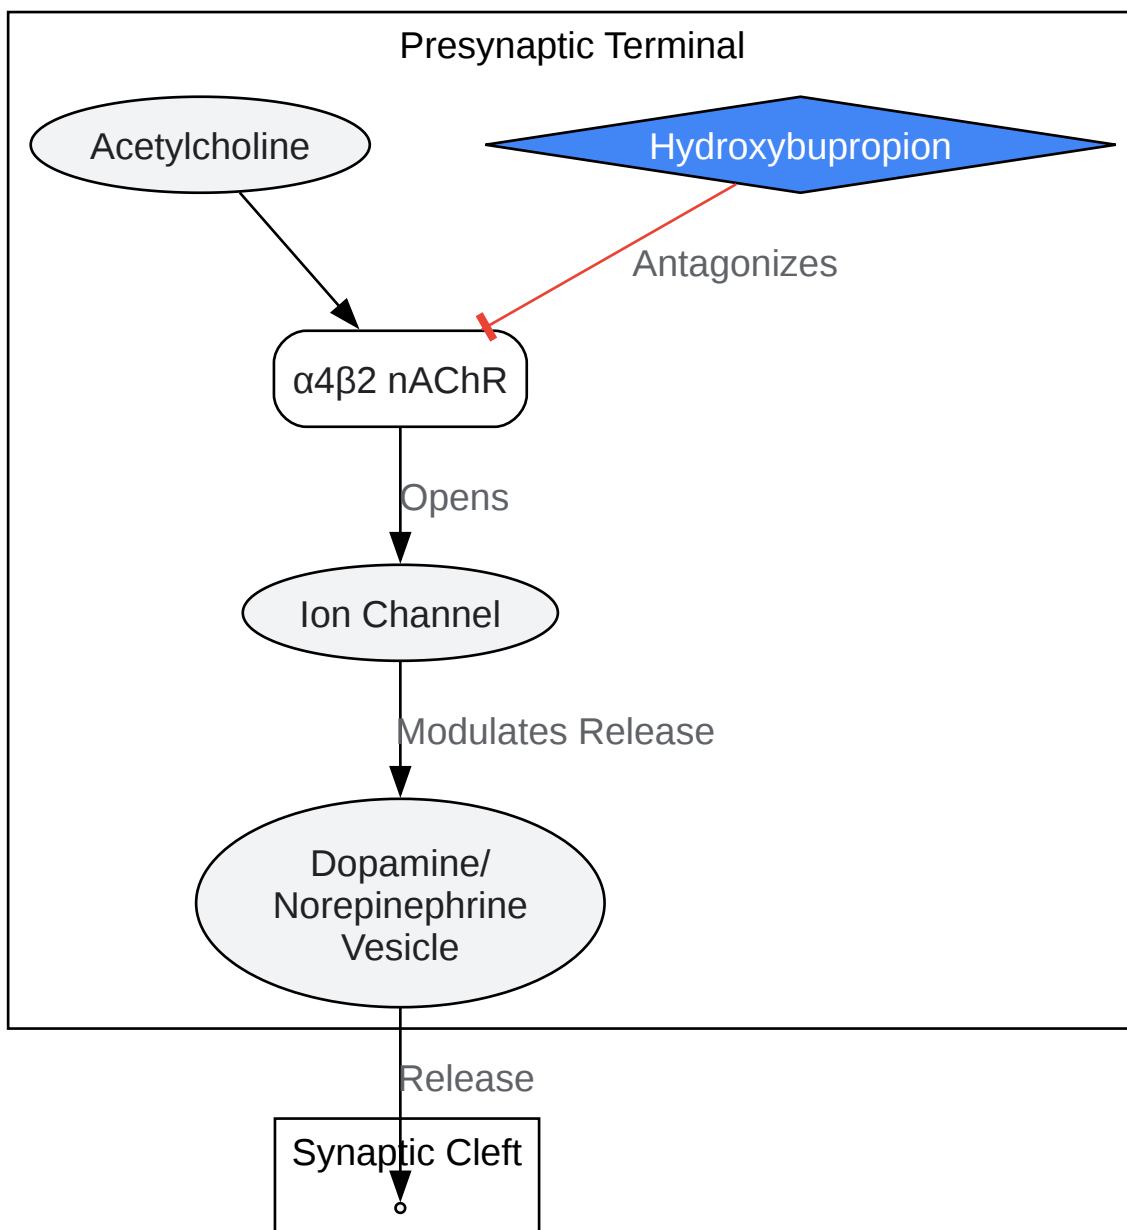 Presynaptic Terminal
Acetylcholine
Hydroxybupropion
Antagonizes
α4β2 nAChR
Opens
Ion Channel
Modulates Release
Dopamine/
Norepinephrine
Vesicle
Release
Synaptic Cleft